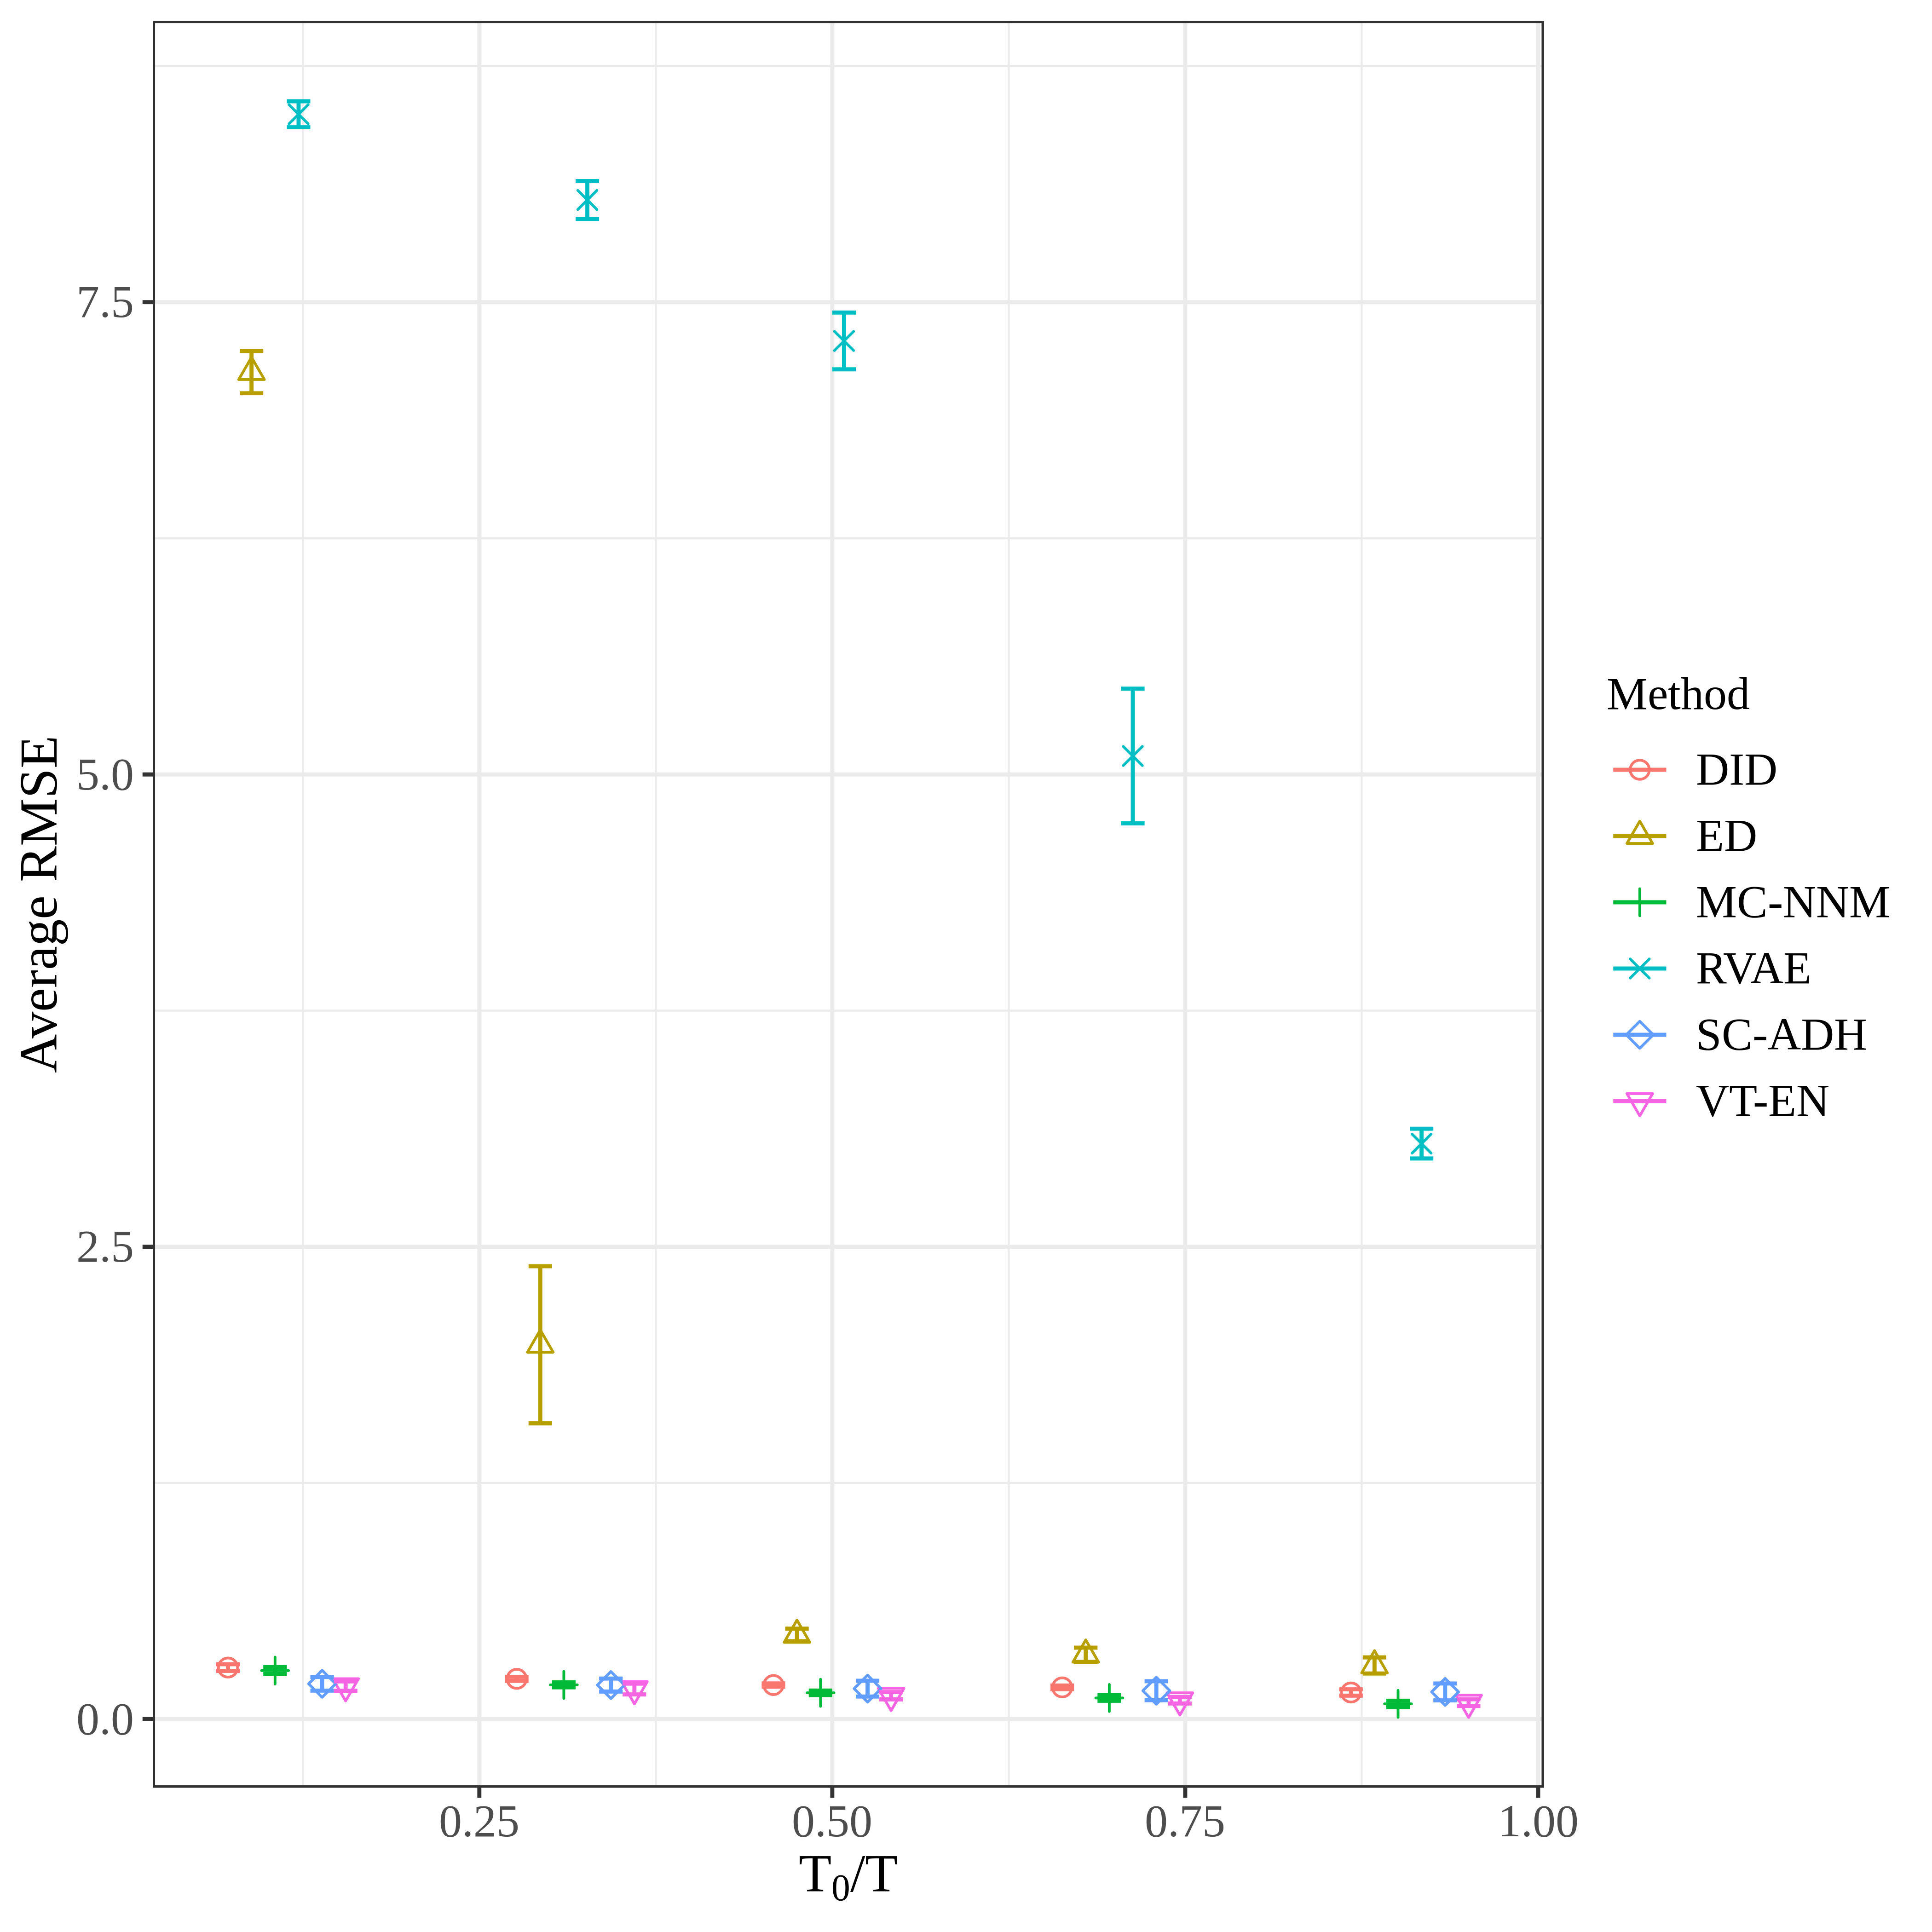 Average RMSE
7.5
5.0
2.5
0.0
0.25 0.50 0.75 1.00
T₀/T
Method
DID
ED
MC-NNM
RVAE
SC-ADH
VT-EN